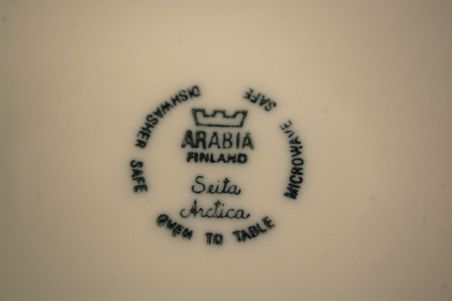 DISHWASHER SAFE
MICROWAVE SAFE
ARABIA
FINLAND
Seita
Arctica
OVEN TO TABLE